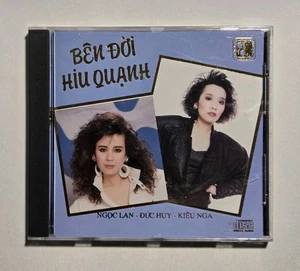 BÊN ĐỜI
HIU QUẠNH
NGỌC LAN - ĐỨC HUY - KIỀU NGA